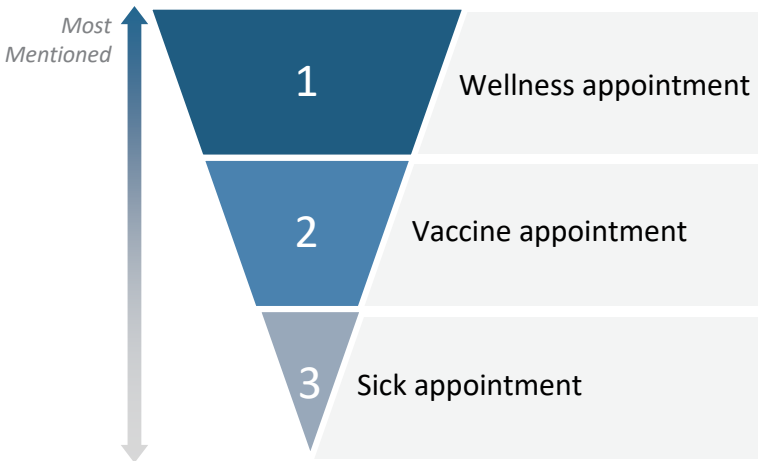 Most
Mentioned
1
Wellness appointment
2
Vaccine appointment
3
Sick appointment